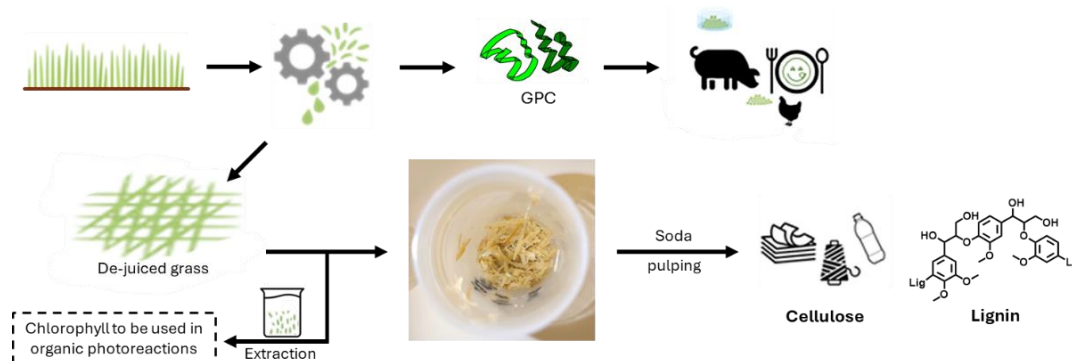 GPC
De-juiced grass
Chlorophyll to be used in
organic photoreactions
Extraction
Soda
pulping
Cellulose
Lignin
OH
OH
OH
OH
HO
O
O
O
O
O
O
O
Lig
L